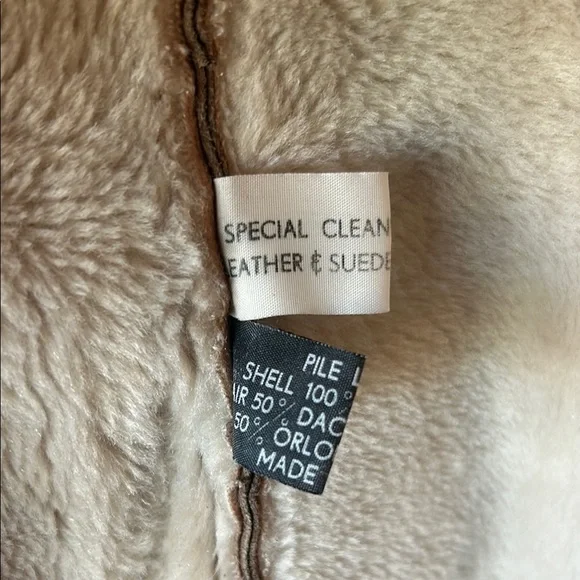 SPECIAL CLEAN
EATHER & SUEDE
PILE L
SHELL 100%
AIR 50% DAC
50% ORLO
MADE